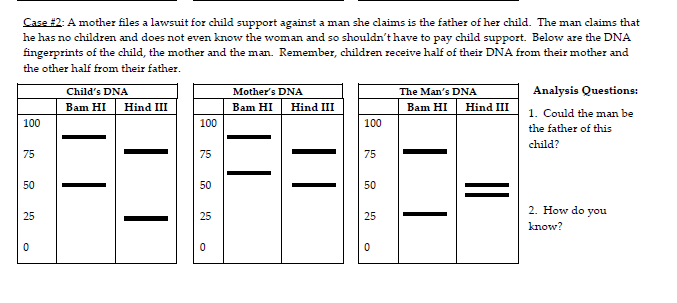 Case #2: A mother files a lawsuit for child support against a man she claims is the father of her child. The man claims that
he has no children and does not even know the woman and so shouldn't have to pay child support. Below are the DNA
fingerprints of the child, the mother and the man. Remember, children receive half of their DNA from their mother and
the other half from their father.
Child's DNA
Bam HI Hind III
100
75
50
25
0
Mother's DNA
Bam HI Hind III
100
75
50
25
0
The Man's DNA
Bam HI Hind III
100
75
50
25
0
Analysis Questions:
1. Could the man be
the father of this
child?
2. How do you
know?